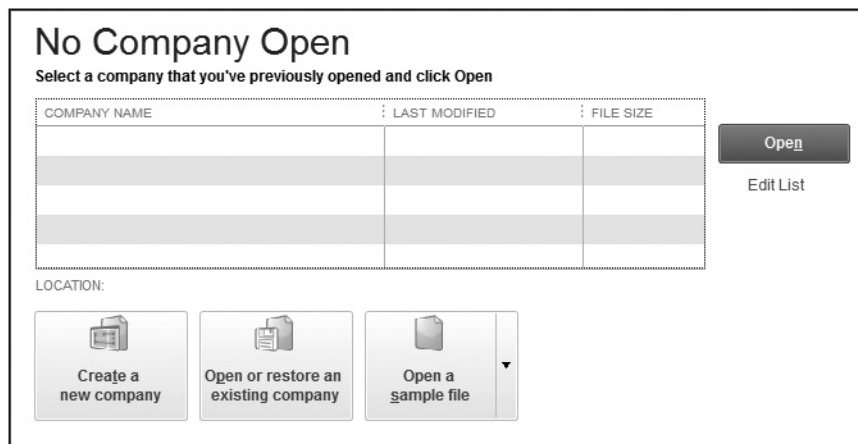 No Company Open
Select a company that you've previously opened and click Open
COMPANY NAME LAST MODIFIED FILE SIZE
Open
Edit List
LOCATION:
Create a
new company
Open or restore an
existing company
Open a
sample file